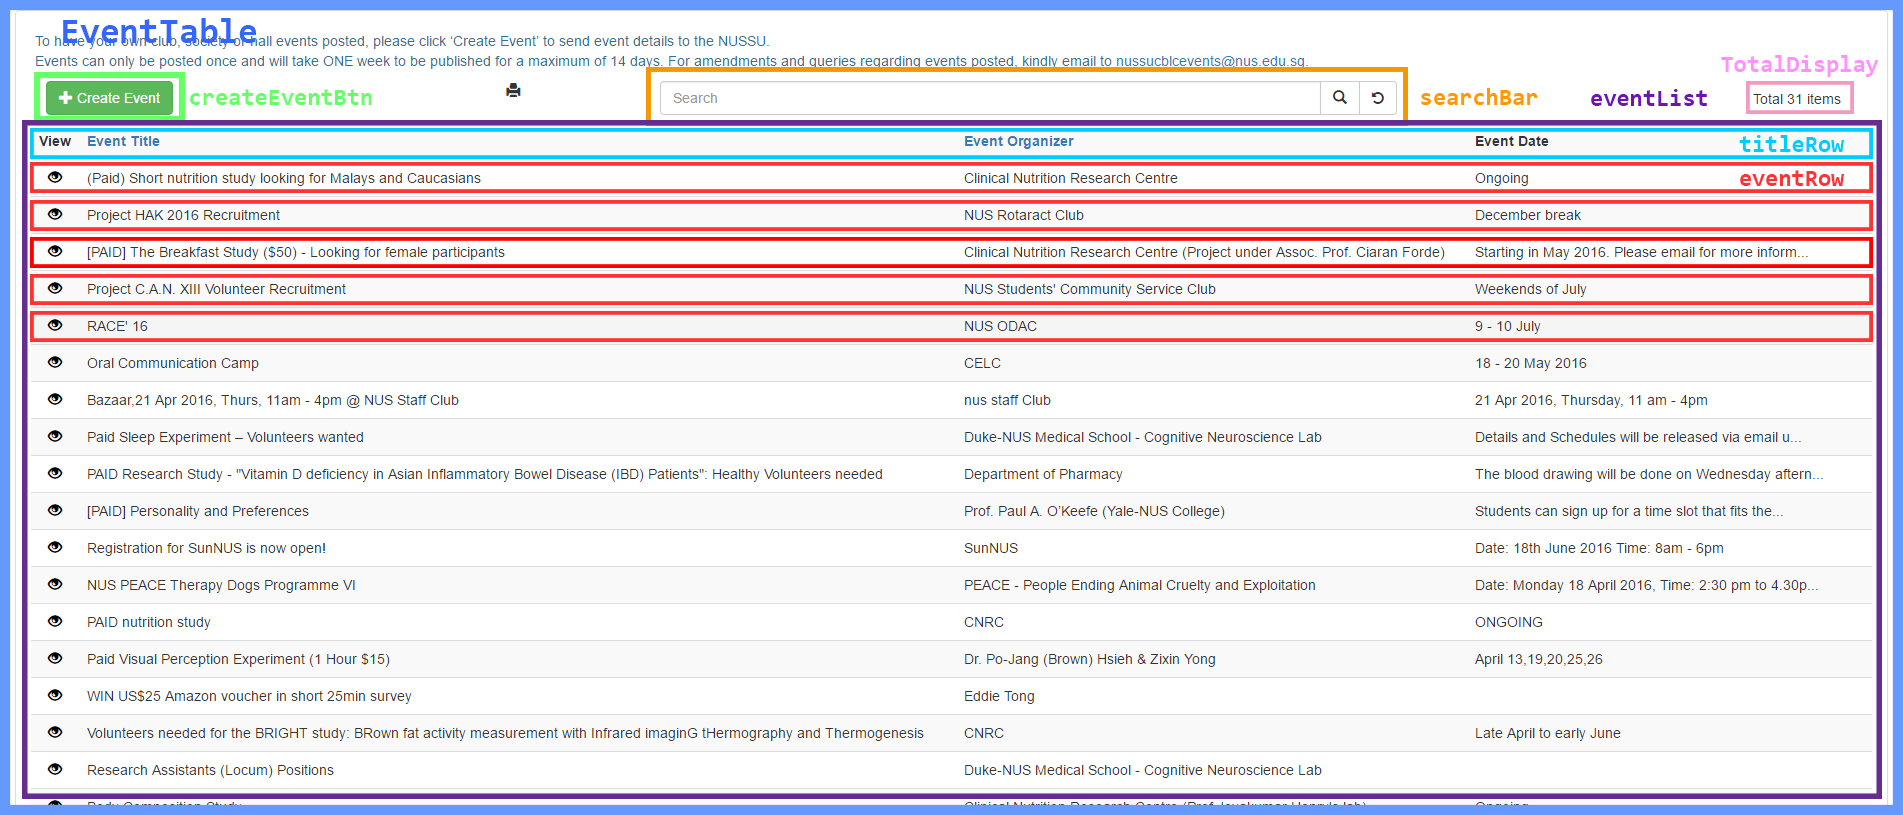 EventTable
To have your own club, society or hall events posted, please click ‘Create Event’ to send event details to the NUSSU.
Events can only be posted once and will take ONE week to be published for a maximum of 14 days. For amendments and queries regarding events posted, kindly email to nussucblcevents@nus.edu.sg.
TotalDisplay
Create Event createEventBtn Search searchBar eventList Total 31 items
View Event Title Event Organizer Event Date titleRow
(Paid) Short nutrition study looking for Malays and Caucasians Clinical Nutrition Research Centre Ongoing eventRow
Project HAK 2016 Recruitment NUS Rotaract Club December break
[PAID] The Breakfast Study ($50) - Looking for female participants Clinical Nutrition Research Centre (Project under Assoc. Prof. Ciaran Forde) Starting in May 2016. Please email for more inform...
Project C.A.N. XIII Volunteer Recruitment NUS Students' Community Service Club Weekends of July
RACE' 16 NUS ODAC 9 - 10 July
Oral Communication Camp CELC 18 - 20 May 2016
Bazaar,21 Apr 2016, Thurs, 11am - 4pm @ NUS Staff Club nus staff Club 21 Apr 2016, Thursday, 11 am - 4pm
Paid Sleep Experiment – Volunteers wanted Duke-NUS Medical School - Cognitive Neuroscience Lab Details and Schedules will be released via email u...
PAID Research Study - "Vitamin D deficiency in Asian Inflammatory Bowel Disease (IBD) Patients": Healthy Volunteers needed Department of Pharmacy The blood drawing will be done on Wednesday aftern...
[PAID] Personality and Preferences Prof. Paul A. O’Keefe (Yale-NUS College) Students can sign up for a time slot that fits the...
Registration for SunNUS is now open! SunNUS Date: 18th June 2016 Time: 8am - 6pm
NUS PEACE Therapy Dogs Programme VI PEACE - People Ending Animal Cruelty and Exploitation Date: Monday 18 April 2016, Time: 2:30 pm to 4.30p...
PAID nutrition study CNRC ONGOING
Paid Visual Perception Experiment (1 Hour $15) Dr. Po-Jang (Brown) Hsieh & Zixin Yong April 13,19,20,25,26
WIN US$25 Amazon voucher in short 25min survey Eddie Tong
Volunteers needed for the BRIGHT study: BRown fat activity measurement with Infrared imaginG tHermography and Thermogenesis CNRC Late April to early June
Research Assistants (Locum) Positions Duke-NUS Medical School - Cognitive Neuroscience Lab